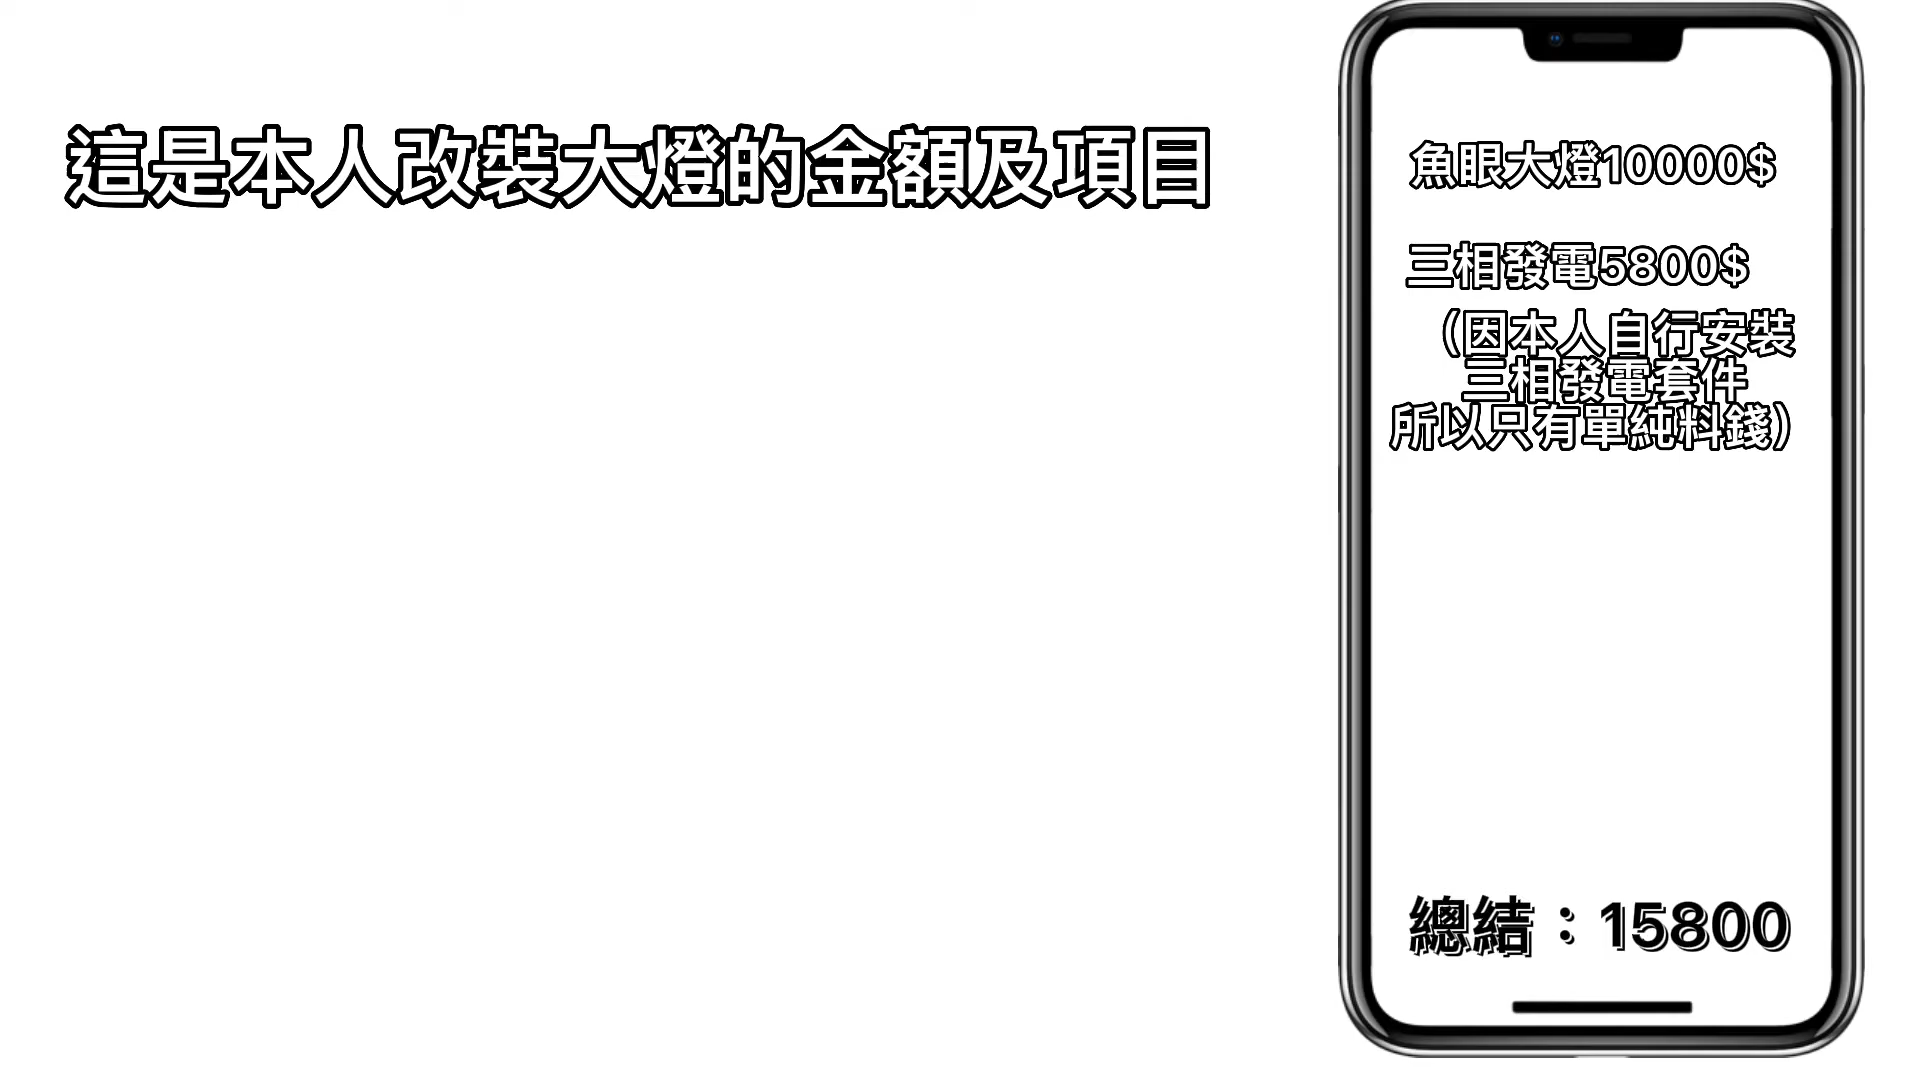 這是本人改裝大燈的金額及項目
魚眼大燈10000$
三相發電5800$
（因本人自行安裝
三相發電套件
所以只有單純料錢）
總結：15800